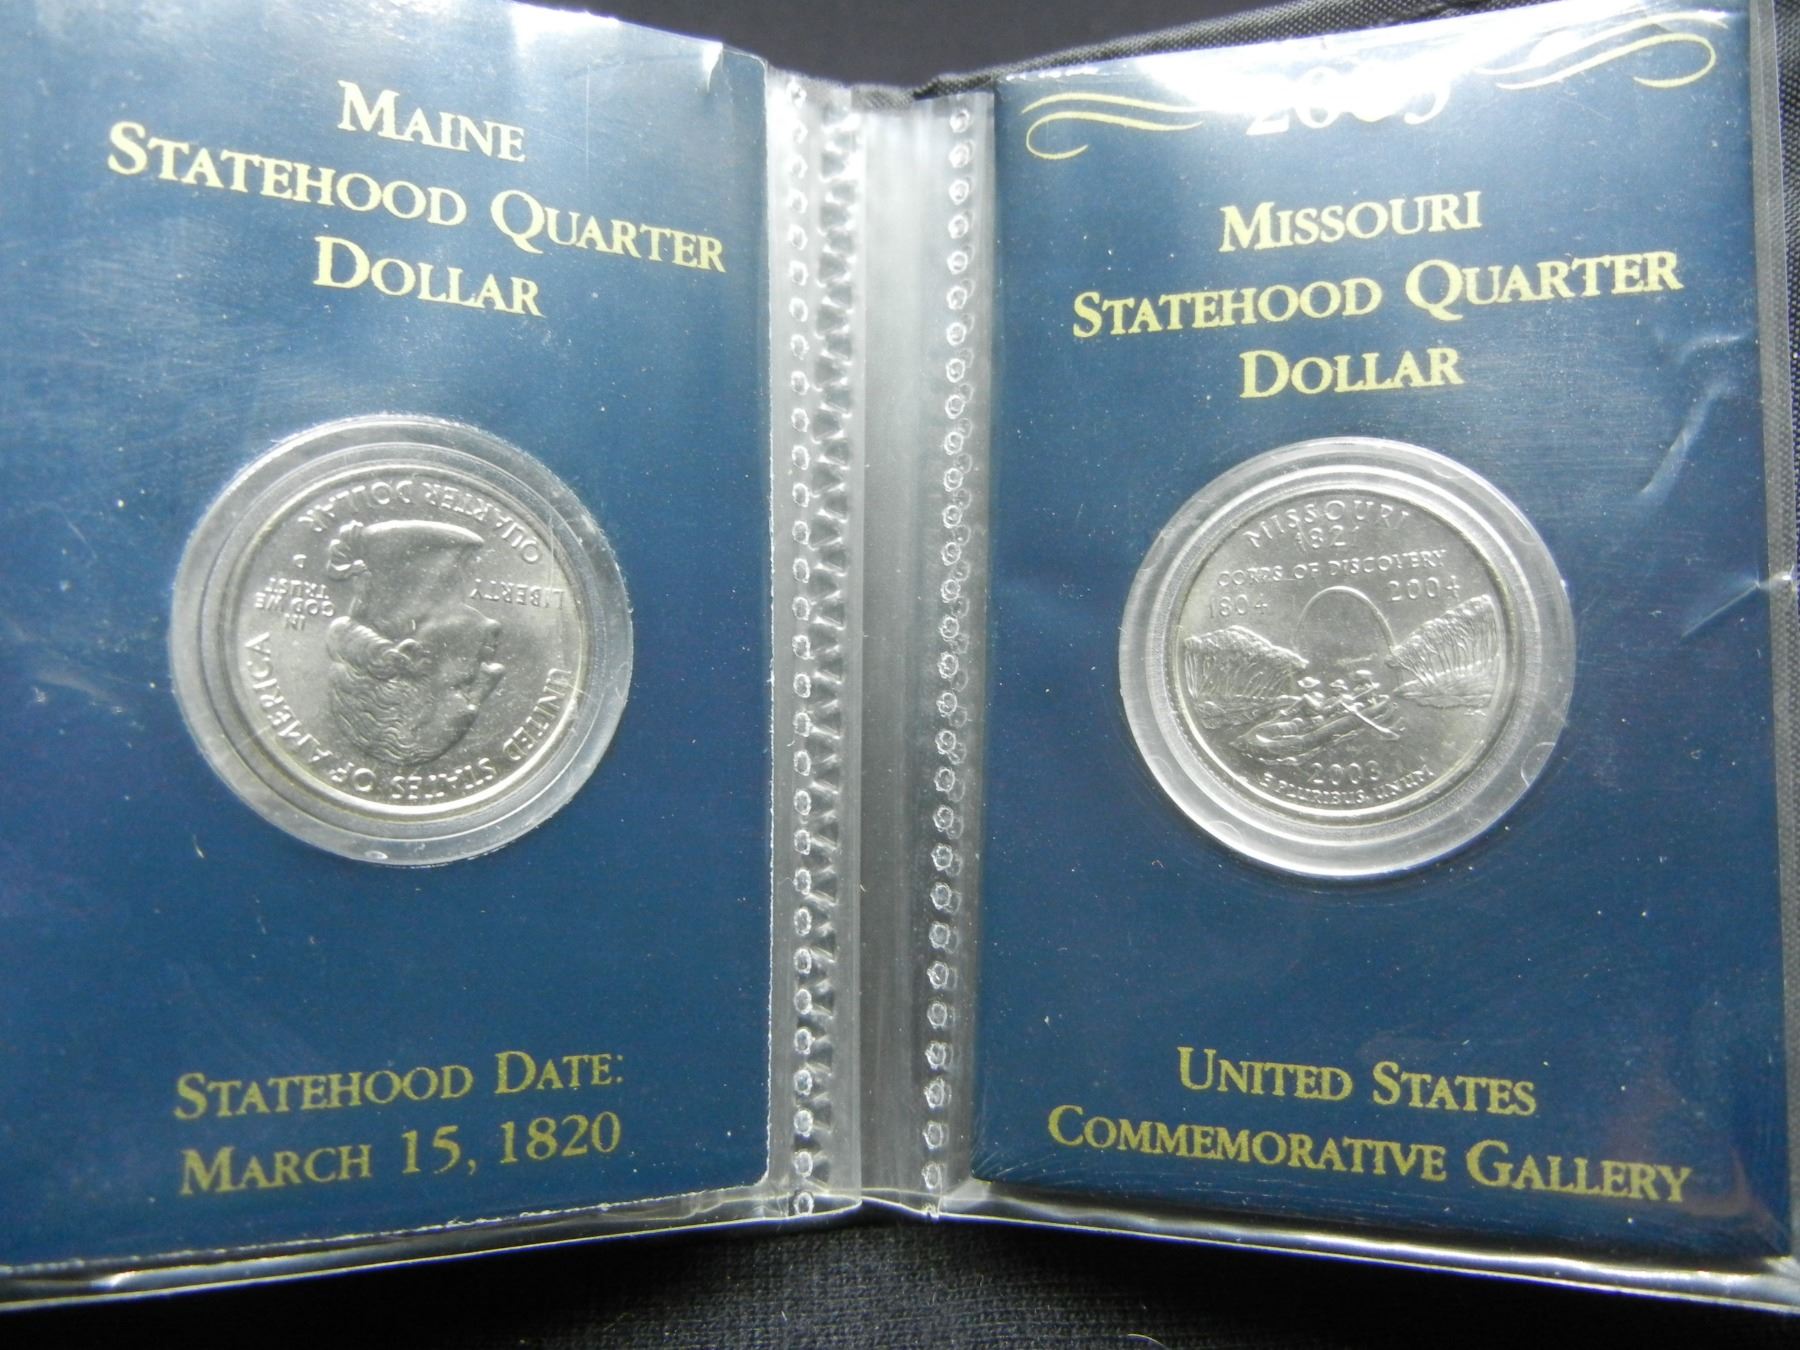 MAINE
STATEHOOD QUARTER
DOLLAR
UNITED STATES OF AMERICA
LIBERTY
IN
GOD WE
TRUST
D
QUARTER DOLLAR
STATEHOOD DATE:
MARCH 15, 1820
2003
MISSOURI
STATEHOOD QUARTER
DOLLAR
MISSOURI
1821
CORPS OF DISCOVERY
1804 2004
2003
E PLURIBUS UNUM
UNITED STATES
COMMEMORATIVE GALLERY